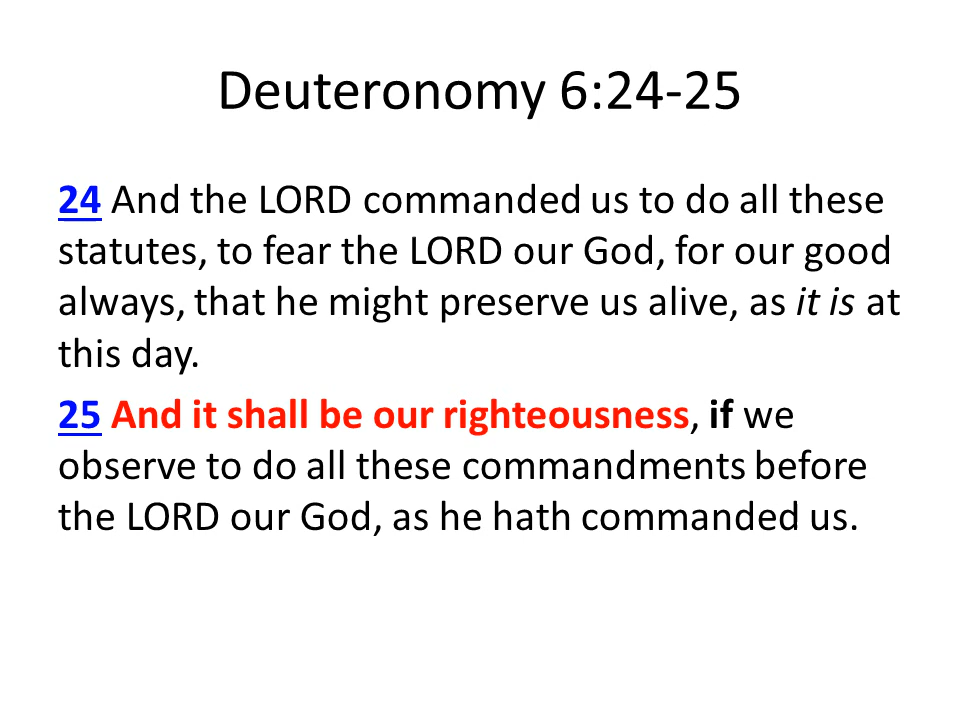 Deuteronomy 6:24-25
24 And the LORD commanded us to do all these
statutes, to fear the LORD our God, for our good
always, that he might preserve us alive, as it is at
this day.
25 And it shall be our righteousness, if we
observe to do all these commandments before
the LORD our God, as he hath commanded us.